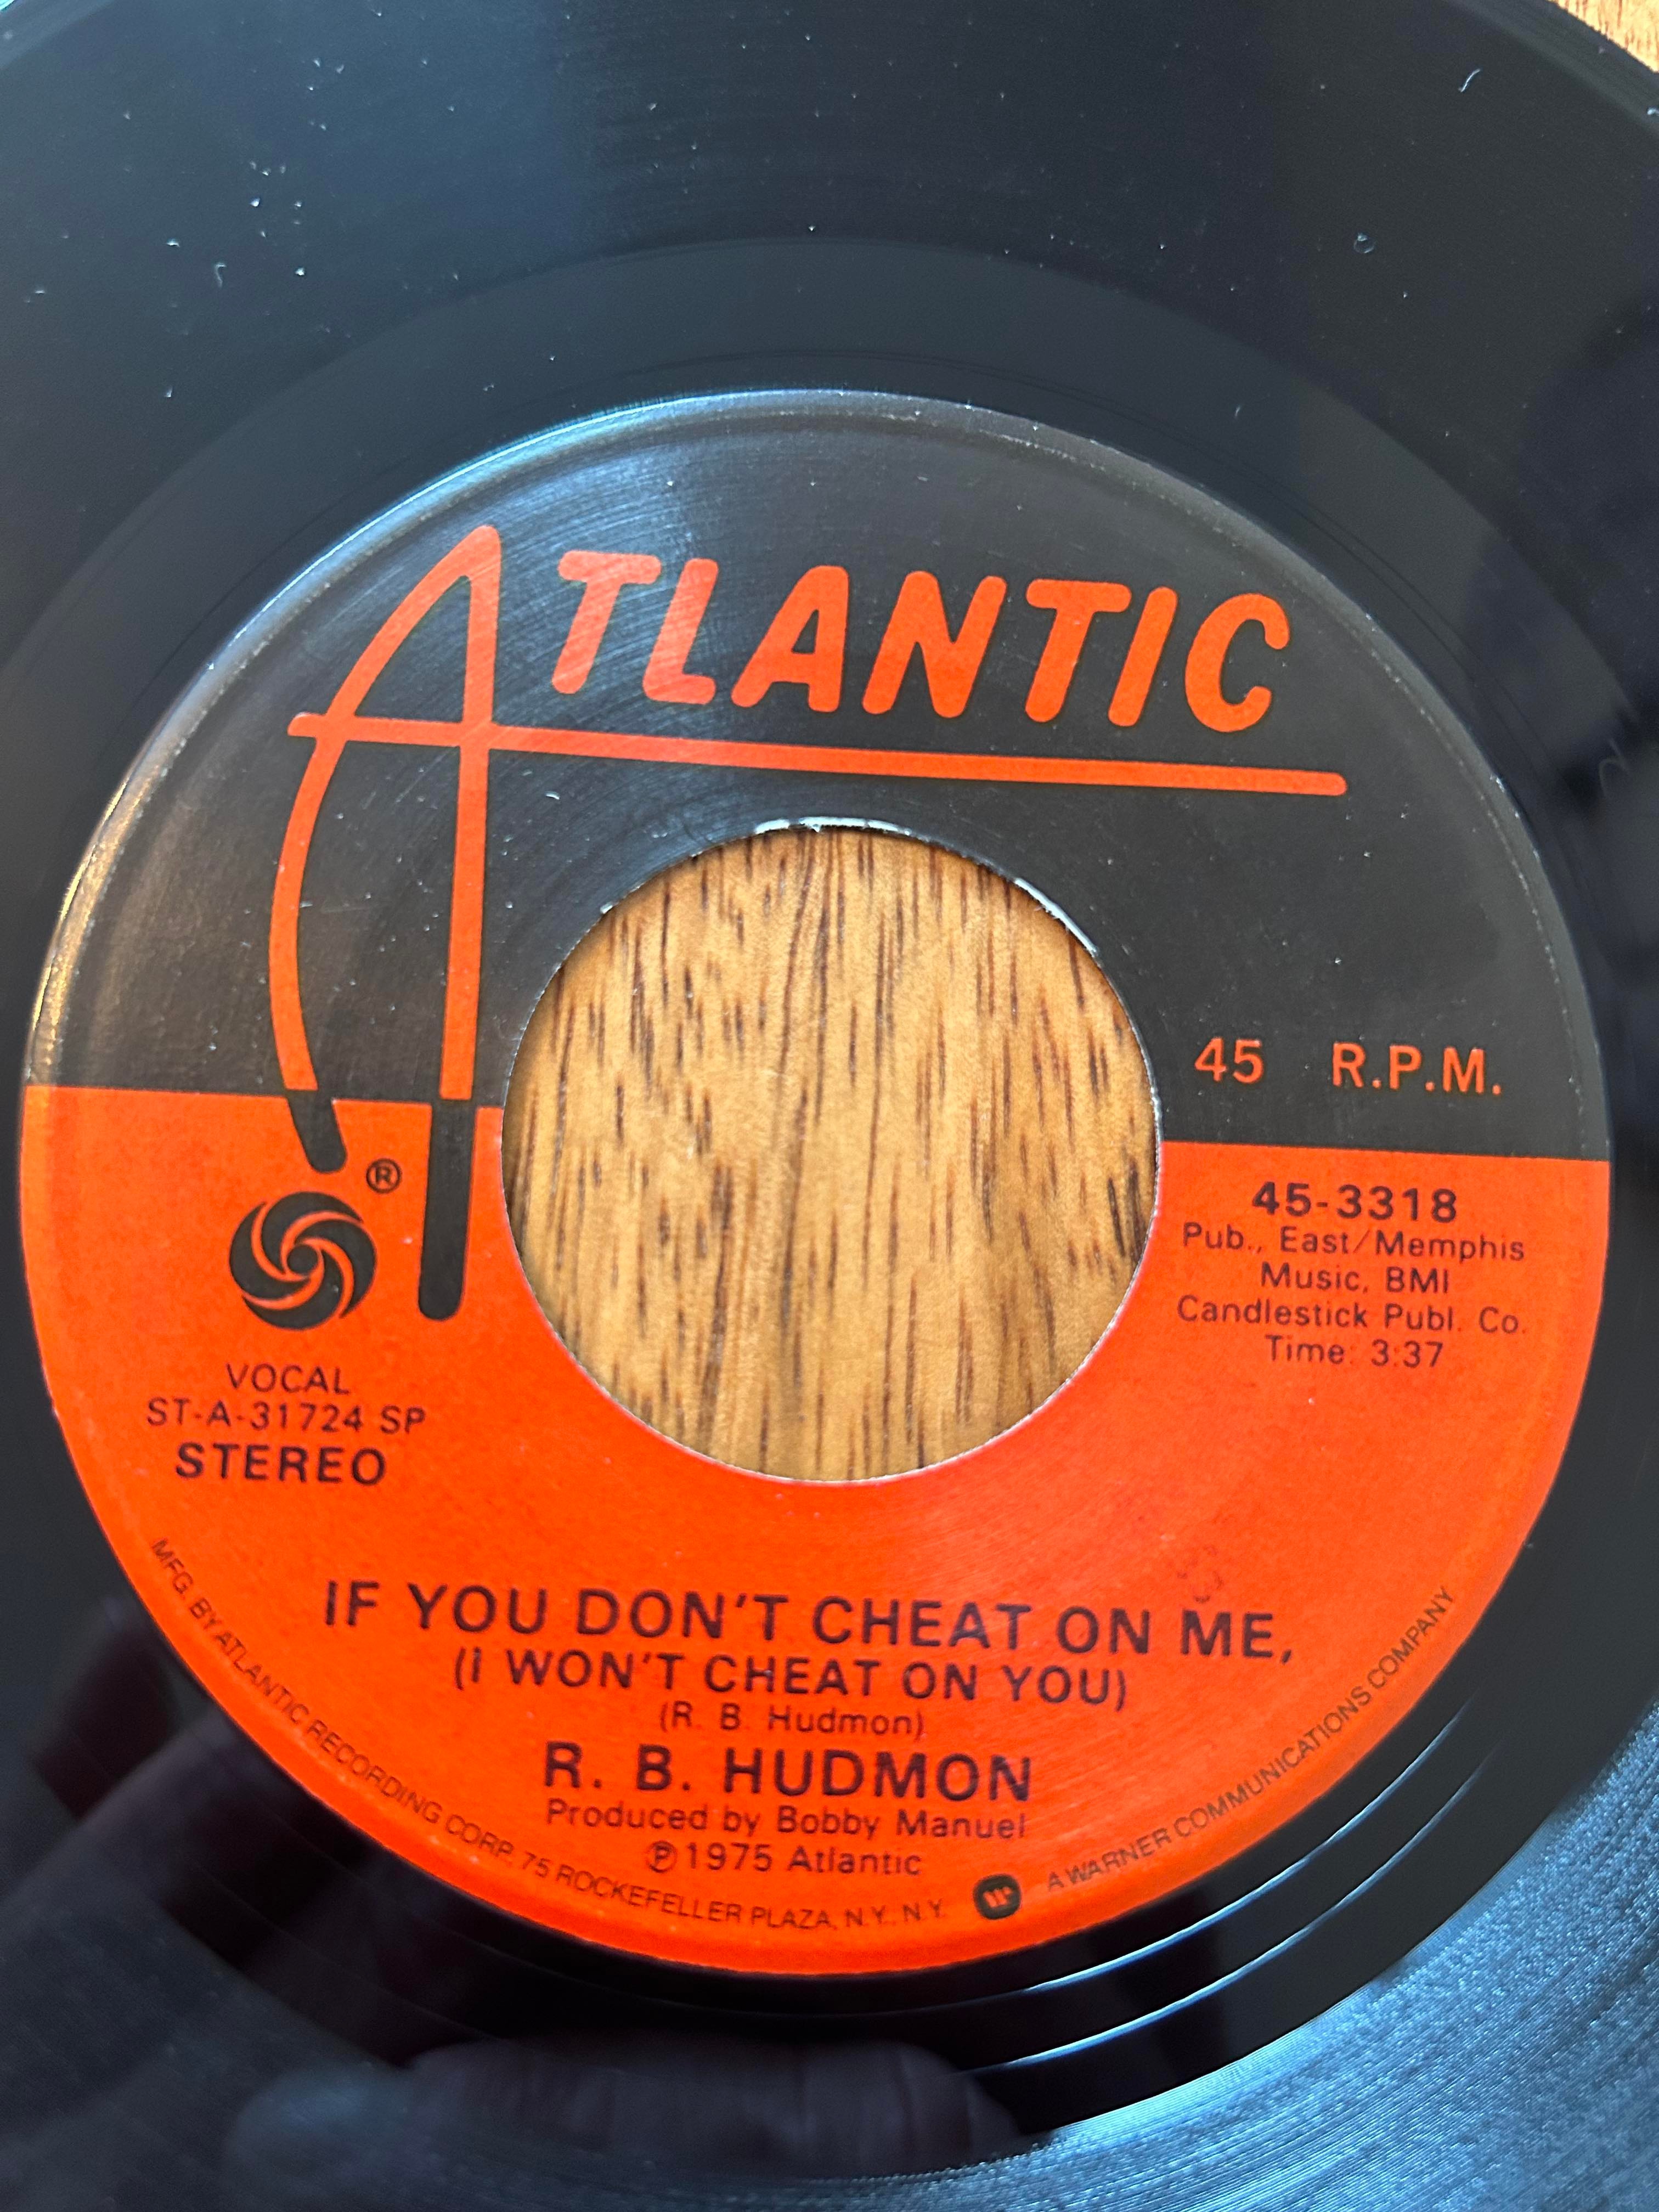 ATLANTIC
45 R.P.M.
®
45-3318
Pub., East/Memphis
Music, BMI
Candlestick Publ. Co.
Time: 3:37
VOCAL
ST-A-31724 SP
STEREO
IF YOU DON'T CHEAT ON ME,
(I WON'T CHEAT ON YOU)
(R. B. Hudmon)
R. B. HUDMON
Produced by Bobby Manuel
℗1975 Atlantic
MFG. BY ATLANTIC RECORDING CORP. 75 ROCKEFELLER PLAZA, N.Y., N.Y. A WARNER COMMUNICATIONS COMPANY